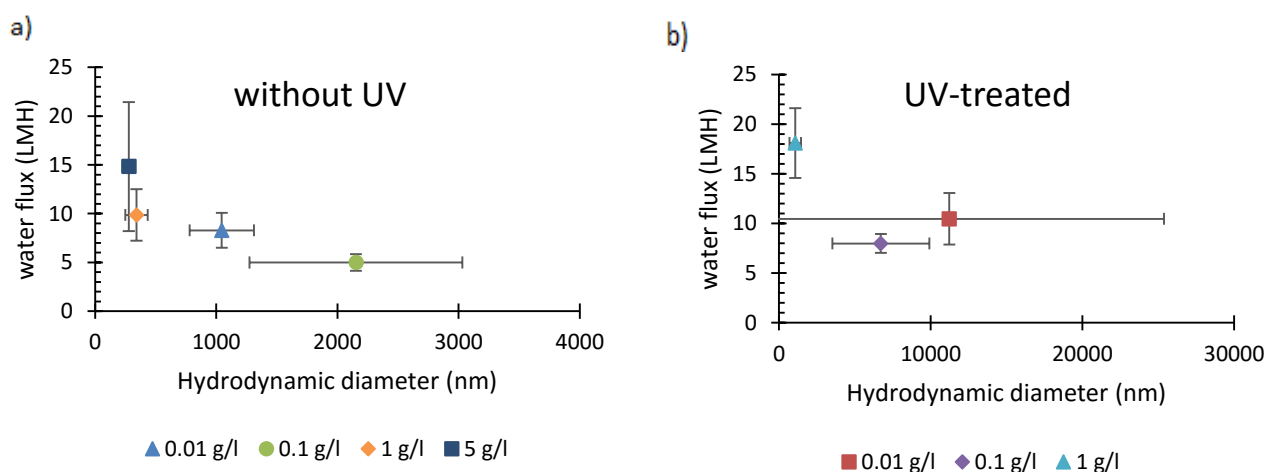 a)
without UV
25
20
15
10
5
0
water flux (LMH)
0 1000 2000 3000 4000
Hydrodynamic diameter (nm)
0.01 g/l 0.1 g/l 1 g/l 5 g/l
b)
UV-treated
25
20
15
10
5
0
water flux (LMH)
0 10000 20000 30000
Hydrodynamic diameter (nm)
0.01 g/l 0.1 g/l 1 g/l